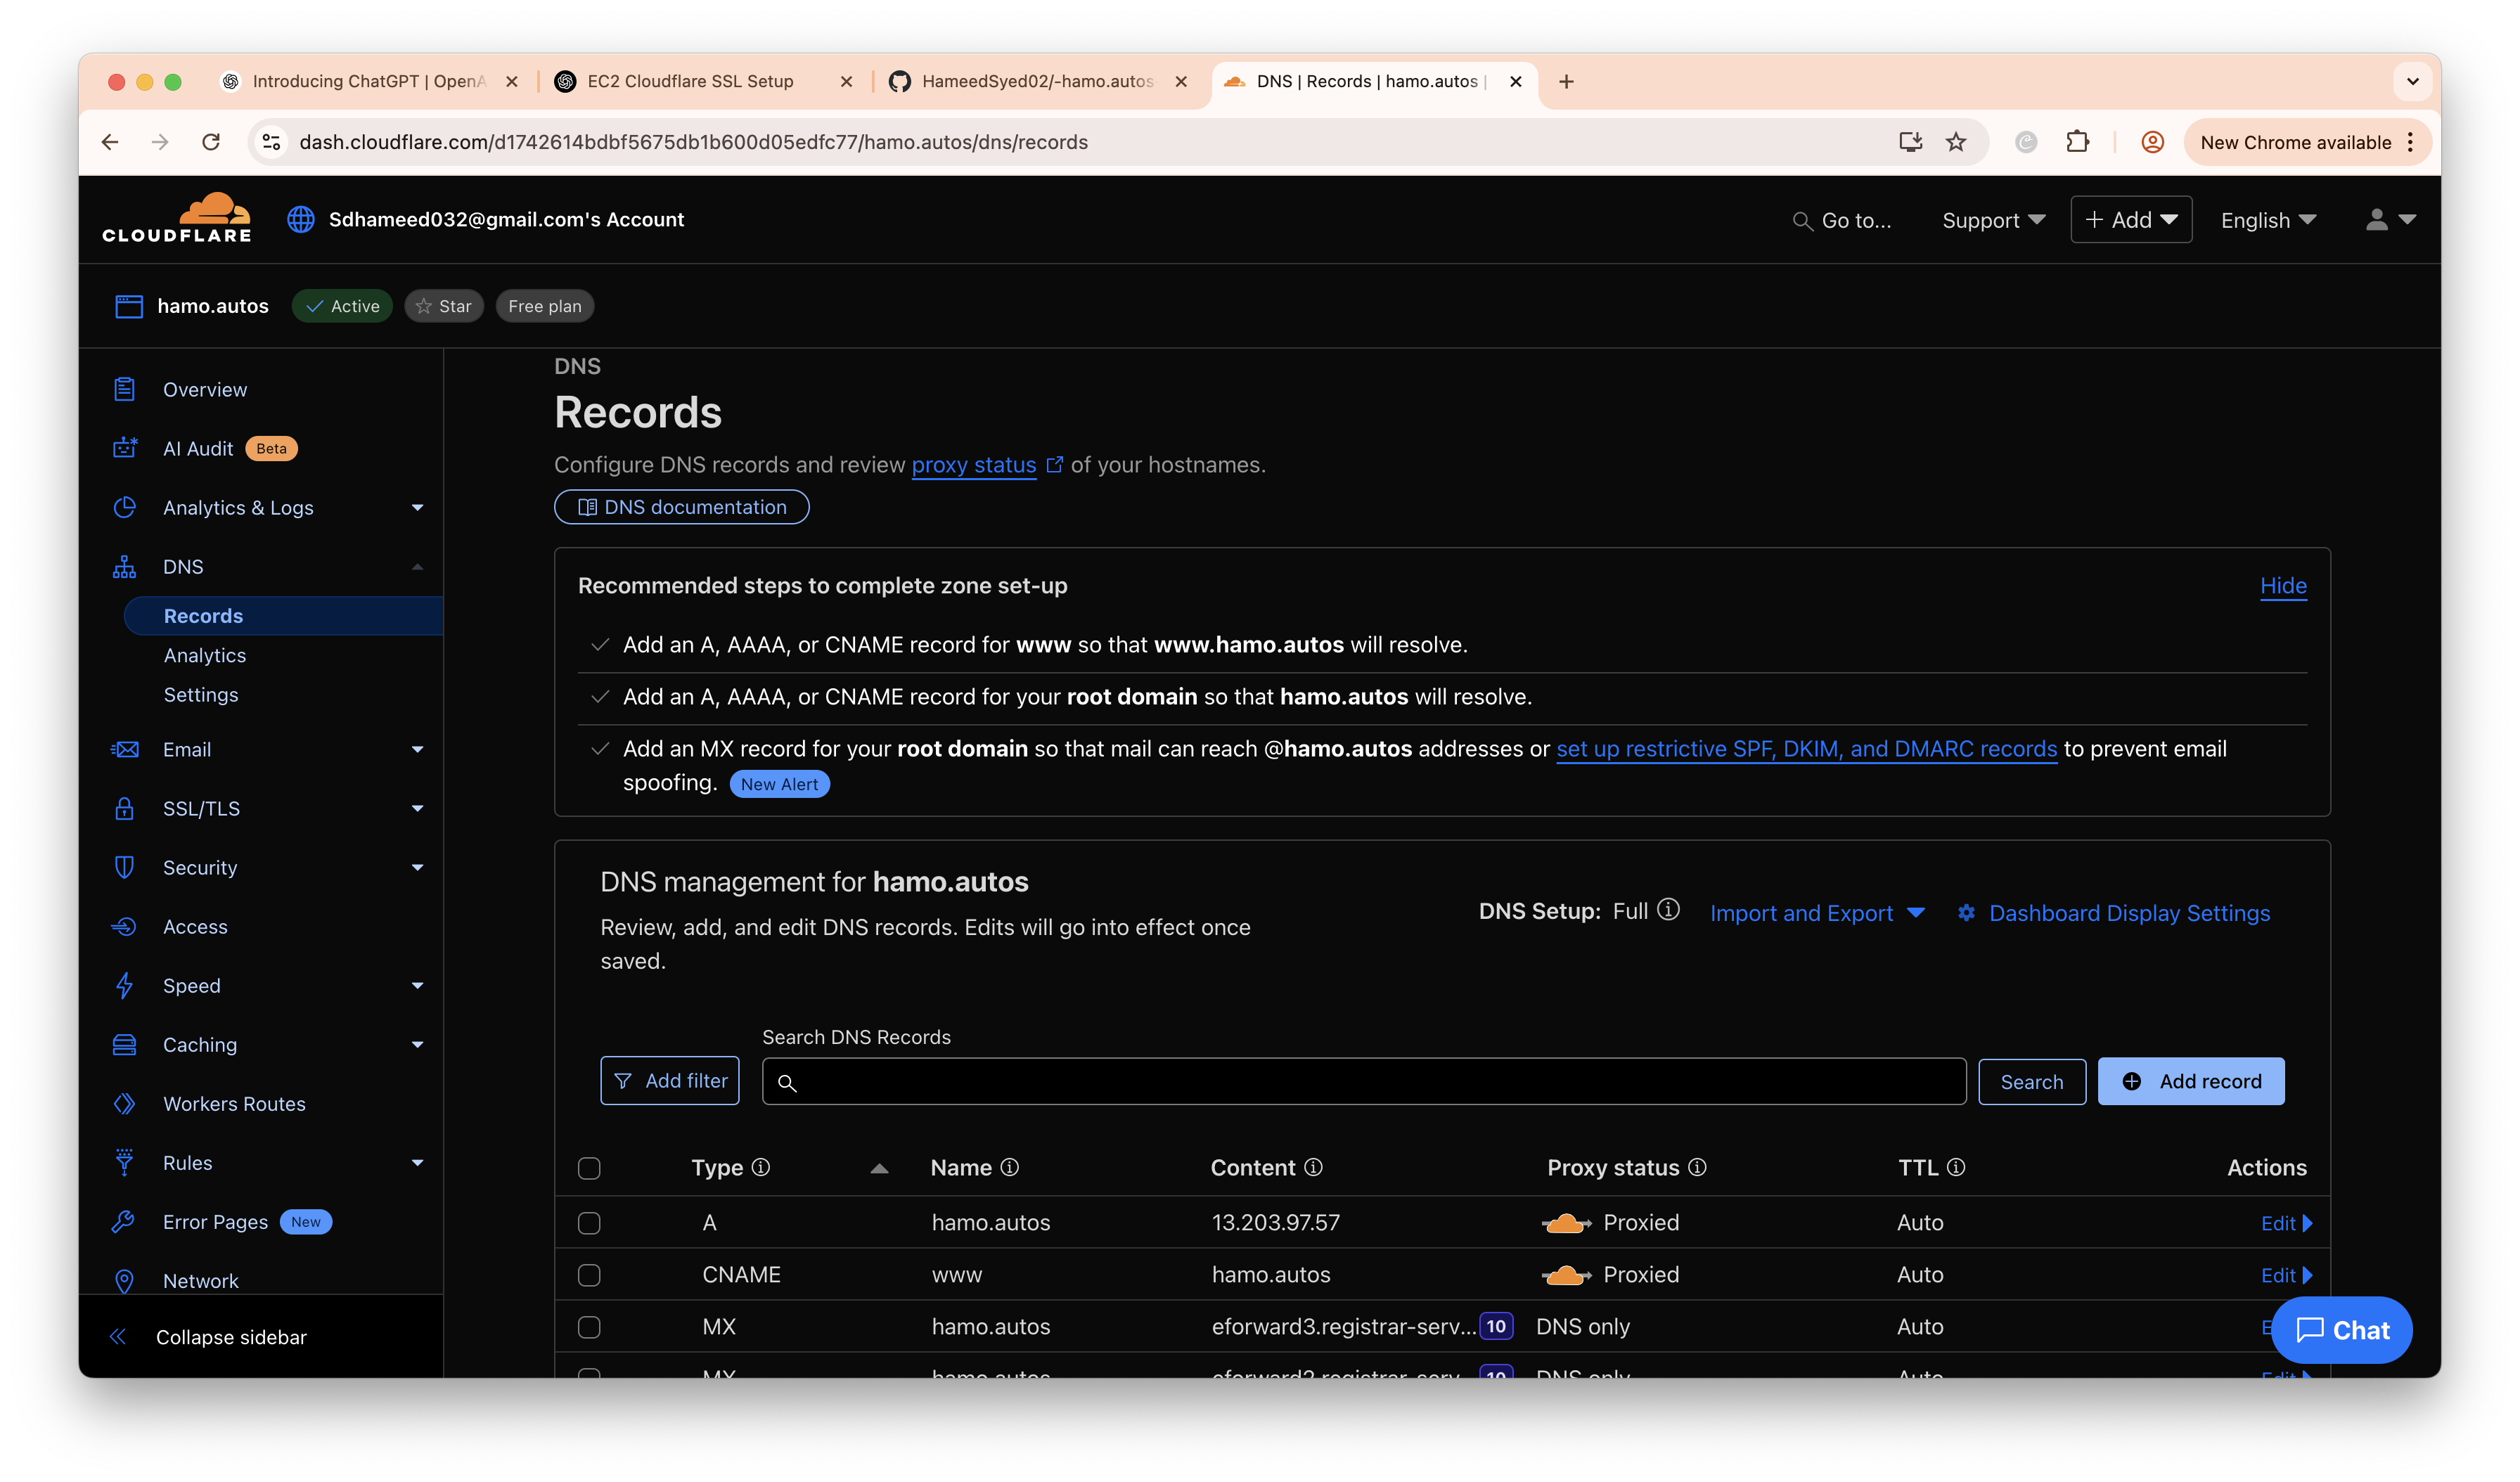 Introducing ChatGPT | OpenA
EC2 Cloudflare SSL Setup
HameedSyed02/-hamo.autos
DNS | Records | hamo.autos |
dash.cloudflare.com/d1742614bdbf5675db1b600d05edfc77/hamo.autos/dns/records
New Chrome available
CLOUDFLARE
Sdhameed032@gmail.com's Account
Go to...
Support
+ Add
English
hamo.autos
Active
Star
Free plan
Overview
AI Audit
Beta
Analytics & Logs
DNS
Records
Analytics
Settings
Email
SSL/TLS
Security
Access
Speed
Caching
Workers Routes
Rules
Error Pages
New
Network
Collapse sidebar
DNS
Records
Configure DNS records and review proxy status of your hostnames.
DNS documentation
Recommended steps to complete zone set-up
Hide
Add an A, AAAA, or CNAME record for www so that www.hamo.autos will resolve.
Add an A, AAAA, or CNAME record for your root domain so that hamo.autos will resolve.
Add an MX record for your root domain so that mail can reach @hamo.autos addresses or set up restrictive SPF, DKIM, and DMARC records to prevent email
spoofing. New Alert
DNS management for hamo.autos
Review, add, and edit DNS records. Edits will go into effect once
saved.
DNS Setup: Full
Import and Export
Dashboard Display Settings
Search DNS Records
Add filter
Search
Add record
Type Name Content Proxy status TTL Actions
A hamo.autos 13.203.97.57 Proxied Auto Edit
CNAME www hamo.autos Proxied Auto Edit
MX hamo.autos eforward3.registrar-serv... 10 DNS only Auto
MX hamo.autos eforward2.registrar-serv... 10 DNS only Auto Edit
Chat